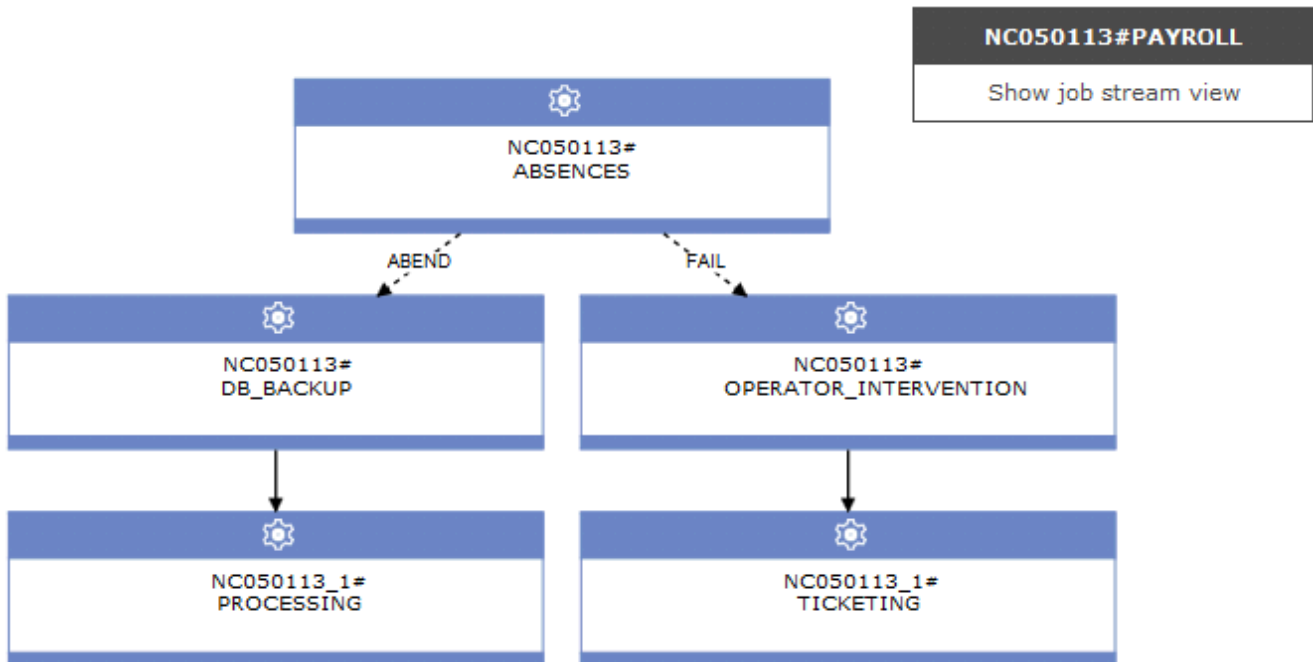 NC050113#PAYROLL
Show job stream view
NC050113#
ABSENCES
ABEND
FAIL
NC050113#
DB_BACKUP
NC050113#
OPERATOR_INTERVENTION
NC050113_1#
PROCESSING
NC050113_1#
TICKETING